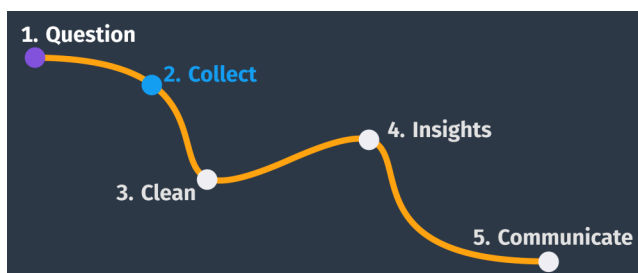 1. Question
2. Collect
3. Clean
4. Insights
5. Communicate